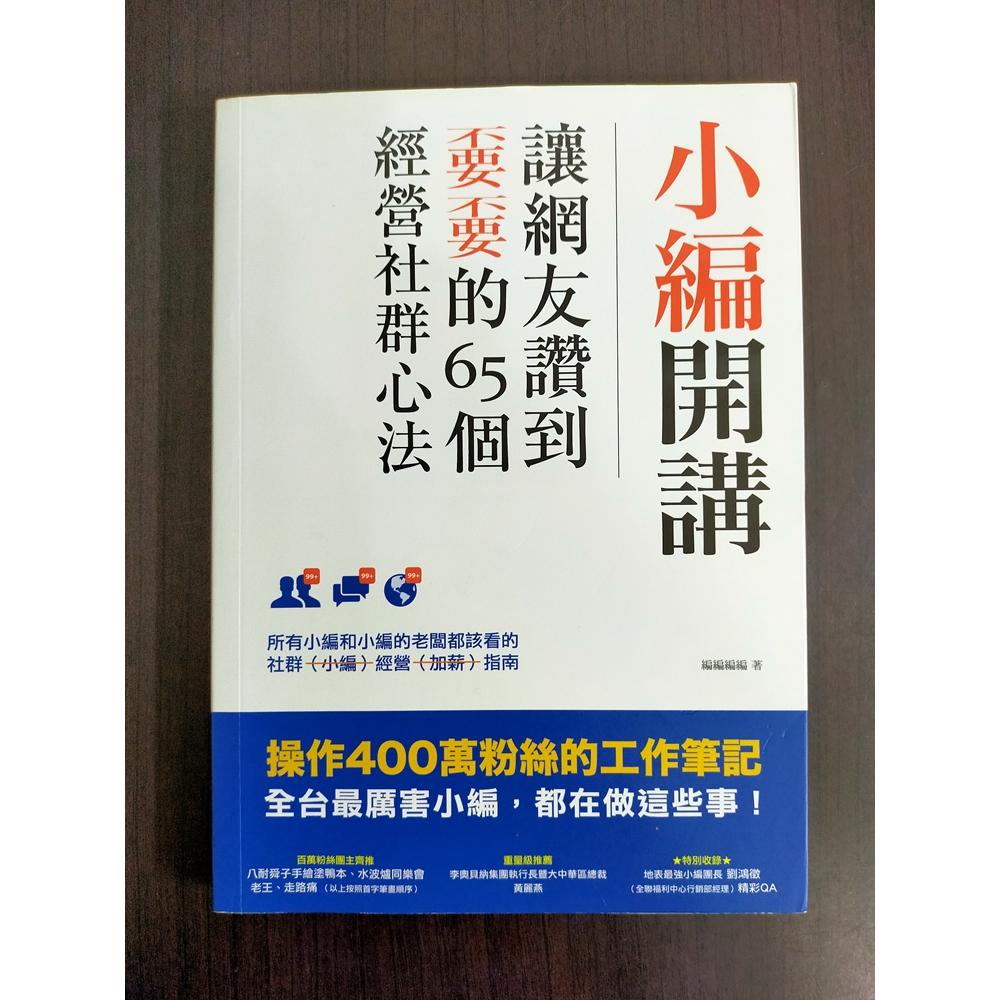 小編開講
讓網友讚到
嫑嫑的65個
經營社群心法
99+
99+
99+
所有小編和小編的老闆都該看的
社群（小編）經營（加薪）指南
編編編編 著
操作400萬粉絲的工作筆記
全台最厲害小編，都在做這些事！
百萬粉絲團主齊推
八耐舜子手繪塗鴨本、水波爐同樂會
老王、走路痛（以上按照首字筆畫順序）
重量級推薦
李奧貝納集團執行長暨大中華區總裁
黃麗燕
★特別收錄★
地表最強小編團長 劉鴻徵
（全聯福利中心行銷部經理）精彩QA